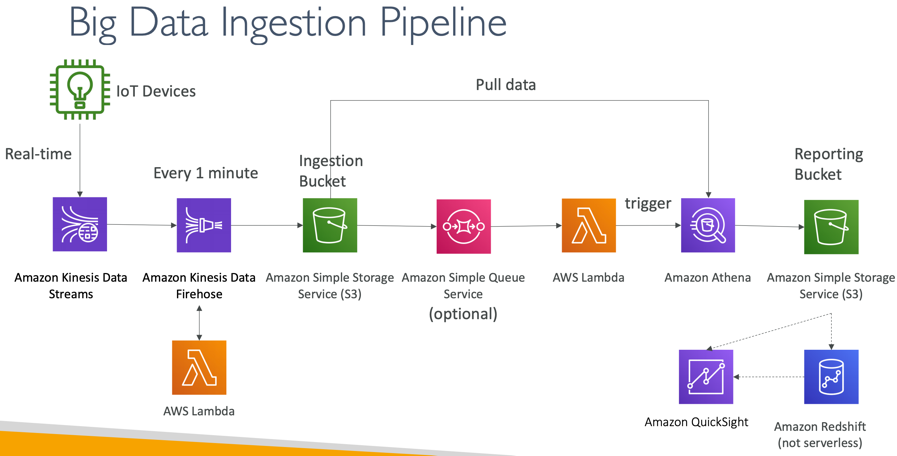 Big Data Ingestion Pipeline
IoT Devices
Pull data
Real-time
Every 1 minute
Ingestion
Bucket
Reporting
Bucket
trigger
Amazon Kinesis Data
Streams
Amazon Kinesis Data
Firehose
Amazon Simple Storage
Service (S3)
Amazon Simple Queue
Service
(optional)
AWS Lambda
Amazon Athena
Amazon Simple Storage
Service (S3)
AWS Lambda
Amazon QuickSight
Amazon Redshift
(not serverless)